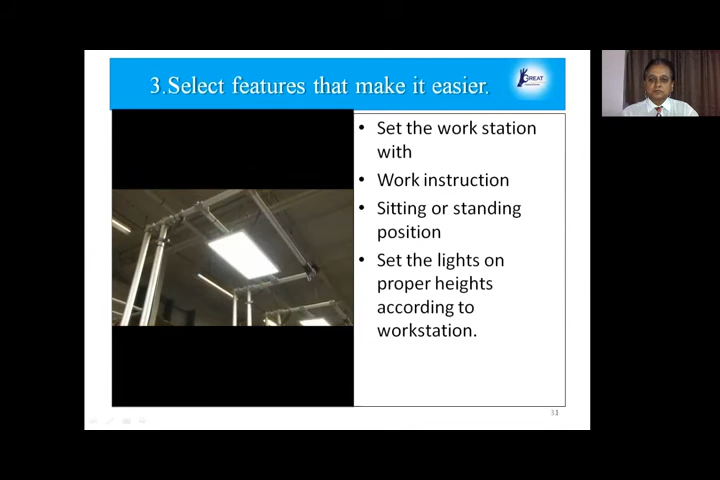 3.Select features that make it easier.
GREAT
• Set the work station
with
• Work instruction
• Sitting or standing
position
• Set the lights on
proper heights
according to
workstation.
31